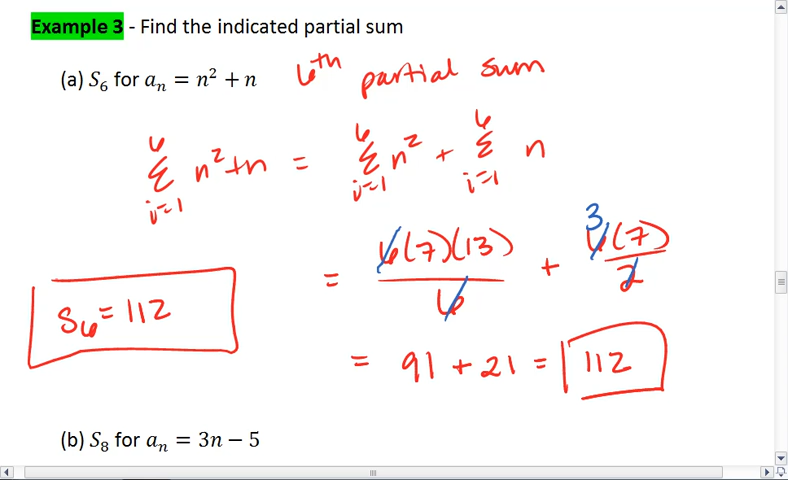 Example 3 - Find the indicated partial sum
(a) S₆ for aₙ = n² + n 6th partial sum
6 6 6
Σ n²+n = Σ n² + Σ n
i=1 i=1 i=1
= 6(7)(13)/6 + 3 6(7)/2
S₆ = 112
= 91 + 21 = 112
(b) S₈ for aₙ = 3n − 5